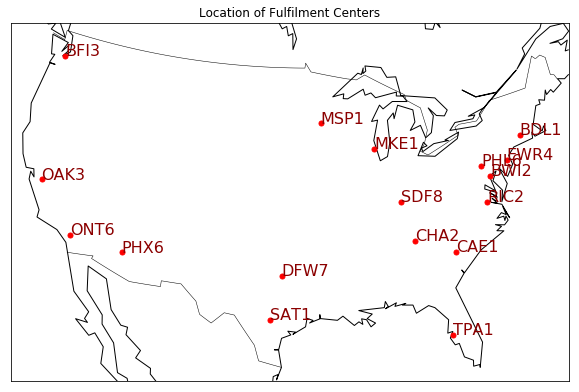 Location of Fulfilment Centers
BFI3
MSP1
BDL1
MKE1
EWR4
PHL6
BWI2
OAK3
SDF8
RIC2
ONT6
CHA2
PHX6
CAE1
DFW7
SAT1
TPA1